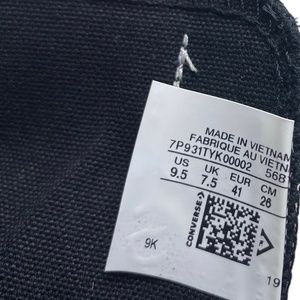 MADE IN VIETNAM
FABRIQUE AU VIETN
7P931TYK00002 56B
US UK EUR CM
9.5 7.5 41 26
CONVERSE
9K
19